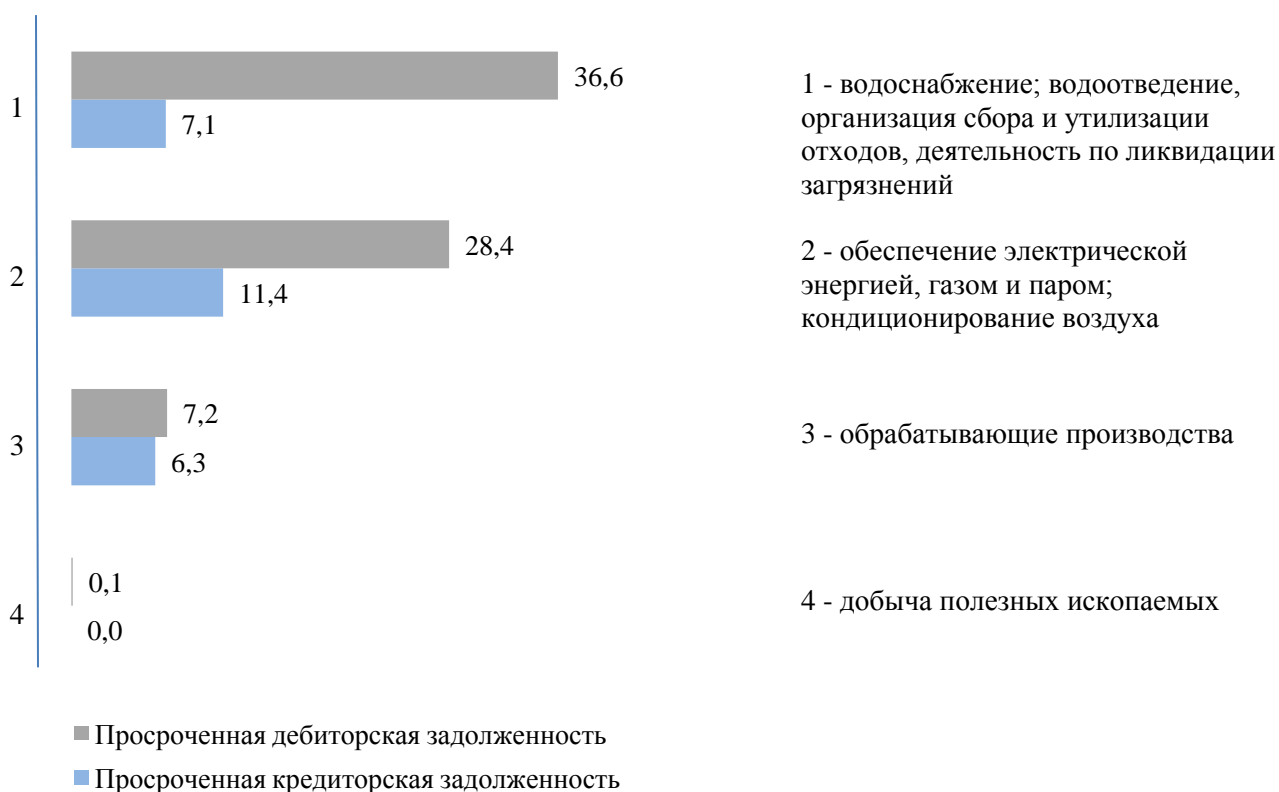 36,6
1
7,1
1 - водоснабжение; водоотведение,
организация сбора и утилизации
отходов, деятельность по ликвидации
загрязнений
28,4
2
11,4
2 - обеспечение электрической
энергией, газом и паром;
кондиционирование воздуха
7,2
3
6,3
3 - обрабатывающие производства
0,1
4
0,0
4 - добыча полезных ископаемых
Просроченная дебиторская задолженность
Просроченная кредиторская задолженность